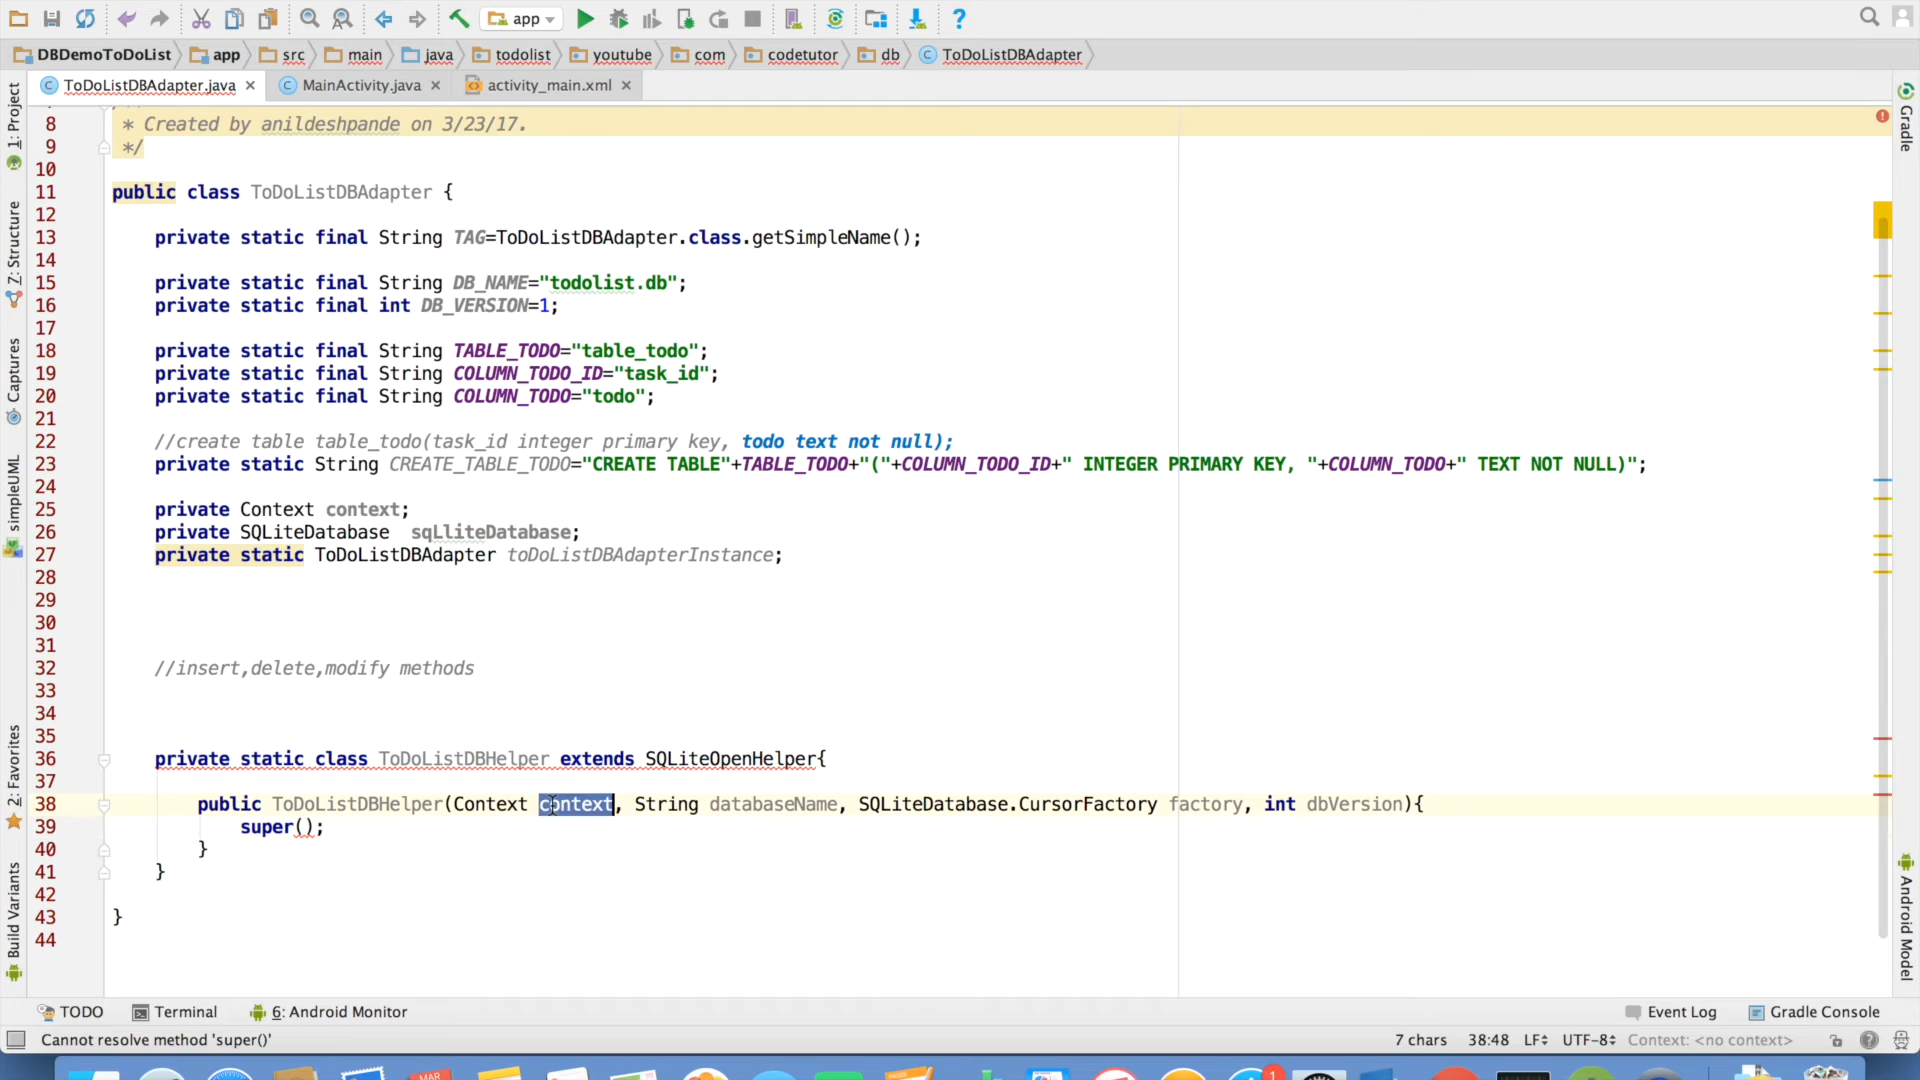 app
DBDemoToDoList app src main java todolist youtube com codetutor db ToDoListDBAdapter
ToDoListDBAdapter.java MainActivity.java activity_main.xml
1: Project
Z: Structure
Captures
simpleUML
2: Favorites
Build Variants
8 * Created by anildeshpande on 3/23/17.
9 */
10
11 public class ToDoListDBAdapter {
12
13 private static final String TAG=ToDoListDBAdapter.class.getSimpleName();
14
15 private static final String DB_NAME="todolist.db";
16 private static final int DB_VERSION=1;
17
18 private static final String TABLE_TODO="table_todo";
19 private static final String COLUMN_TODO_ID="task_id";
20 private static final String COLUMN_TODO="todo";
21
22 //create table table_todo(task_id integer primary key, todo text not null);
23 private static String CREATE_TABLE_TODO="CREATE TABLE"+TABLE_TODO+"("+COLUMN_TODO_ID+" INTEGER PRIMARY KEY, "+COLUMN_TODO+" TEXT NOT NULL)";
24
25 private Context context;
26 private SQLiteDatabase sqLliteDatabase;
27 private static ToDoListDBAdapter toDoListDBAdapterInstance;
28
29
30
31
32 //insert,delete,modify methods
33
34
35
36 private static class ToDoListDBHelper extends SQLiteOpenHelper{
37
38 public ToDoListDBHelper(Context context, String databaseName, SQLiteDatabase.CursorFactory factory, int dbVersion){
39 super();
40 }
41 }
42
43 }
44
Gradle
Android Model
TODO Terminal 6: Android Monitor Event Log Gradle Console
Cannot resolve method 'super()' 7 chars 38:48 LF UTF-8 Context: <no context>
MAR 1